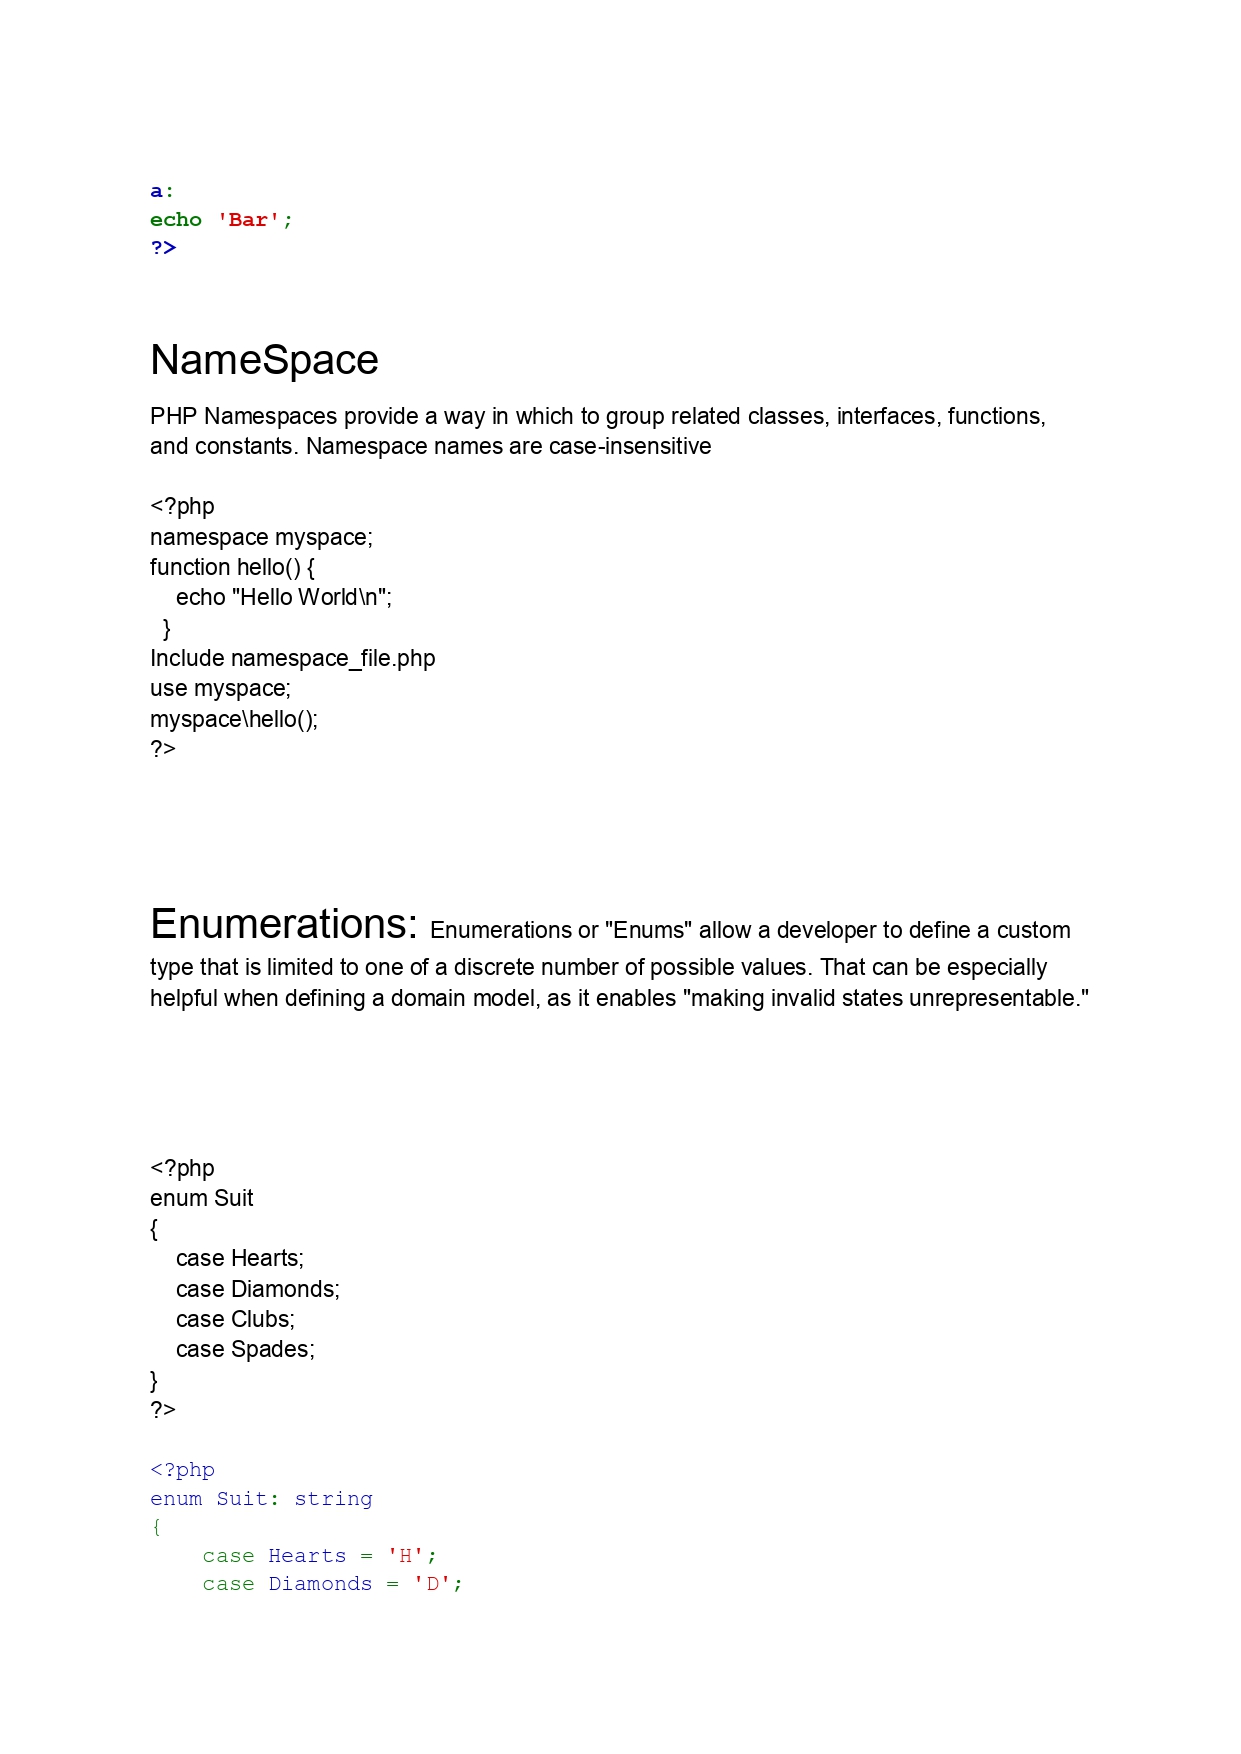 a:
echo 'Bar';
?>
NameSpace
PHP Namespaces provide a way in which to group related classes, interfaces, functions,
and constants. Namespace names are case-insensitive
<?php
namespace myspace;
function hello() {
    echo "Hello World\n";
  }
Include namespace_file.php
use myspace;
myspace\hello();
?>
Enumerations: Enumerations or "Enums" allow a developer to define a custom
type that is limited to one of a discrete number of possible values. That can be especially
helpful when defining a domain model, as it enables "making invalid states unrepresentable."
<?php
enum Suit
{
    case Hearts;
    case Diamonds;
    case Clubs;
    case Spades;
}
?>
<?php
enum Suit: string
{
    case Hearts = 'H';
    case Diamonds = 'D';